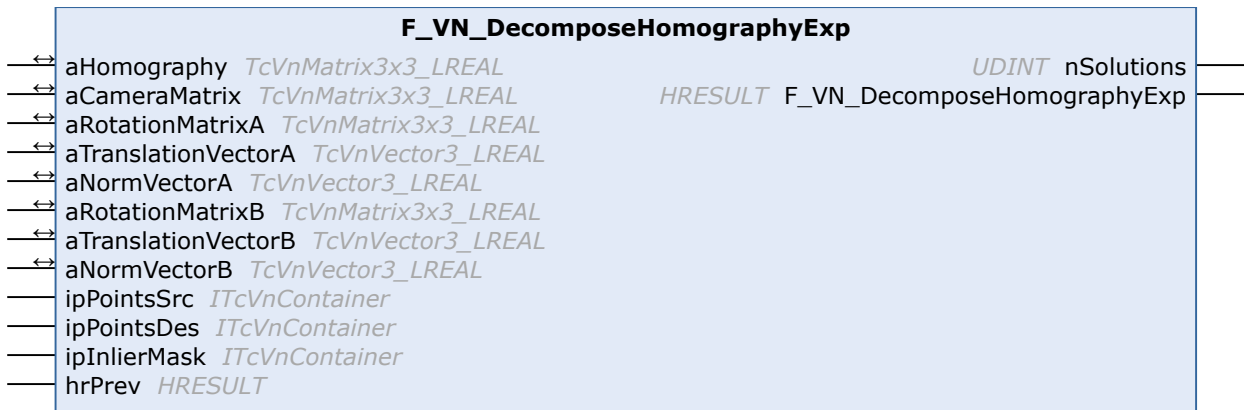 F_VN_DecomposeHomographyExp
aHomography TcVnMatrix3x3_LREAL UDINT nSolutions
aCameraMatrix TcVnMatrix3x3_LREAL HRESULT F_VN_DecomposeHomographyExp
aRotationMatrixA TcVnMatrix3x3_LREAL
aTranslationVectorA TcVnVector3_LREAL
aNormVectorA TcVnVector3_LREAL
aRotationMatrixB TcVnMatrix3x3_LREAL
aTranslationVectorB TcVnVector3_LREAL
aNormVectorB TcVnVector3_LREAL
ipPointsSrc ITcVnContainer
ipPointsDes ITcVnContainer
ipInlierMask ITcVnContainer
hrPrev HRESULT